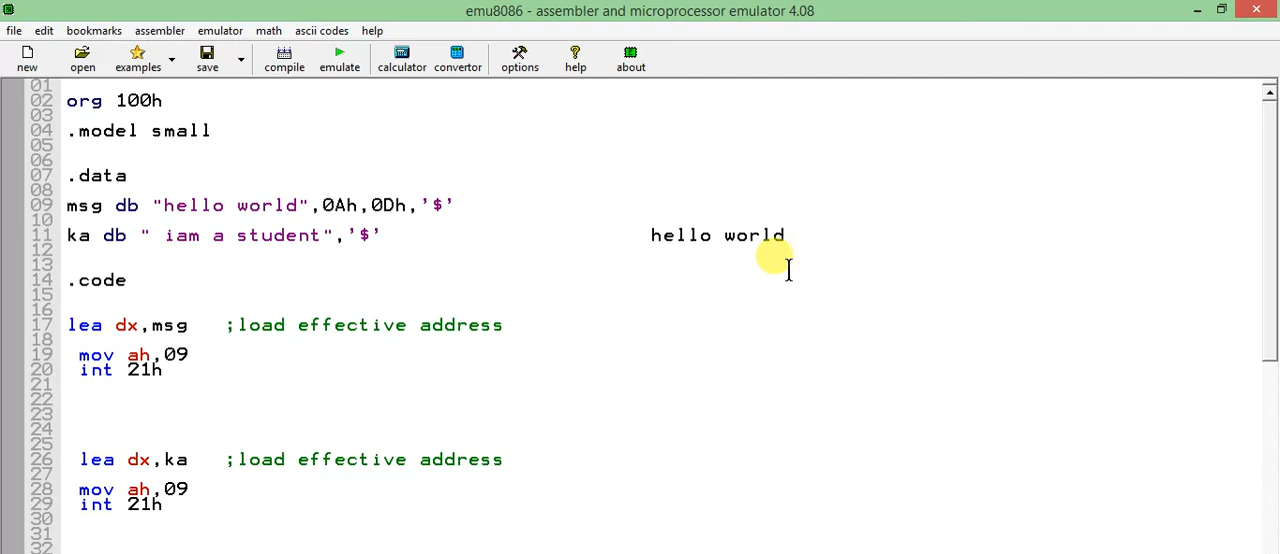 emu8086 - assembler and microprocessor emulator 4.08
file edit bookmarks assembler emulator math ascii codes help
new open examples save compile emulate calculator convertor options help about
01
02 org 100h
03
04 .model small
05
06
07 .data
08
09 msg db "hello world",0Ah,0Dh,'$'
10
11 ka db " iam a student",'$' hello world
12
13
14 .code
15
16
17 lea dx,msg ;load effective address
18
19 mov ah,09
20 int 21h
21
22
23
24
25
26 lea dx,ka ;load effective address
27
28 mov ah,09
29 int 21h
30
31
32